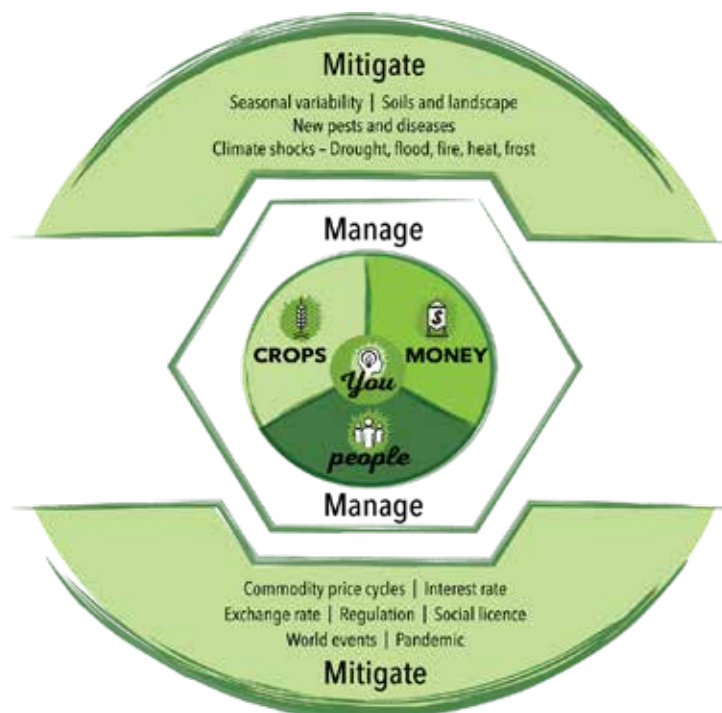 Mitigate
Seasonal variability | Soils and landscape
New pests and diseases
Climate shocks – Drought, flood, fire, heat, frost
Manage
CROPS
MONEY
You
people
Manage
Commodity price cycles | Interest rate
Exchange rate | Regulation | Social licence
World events | Pandemic
Mitigate